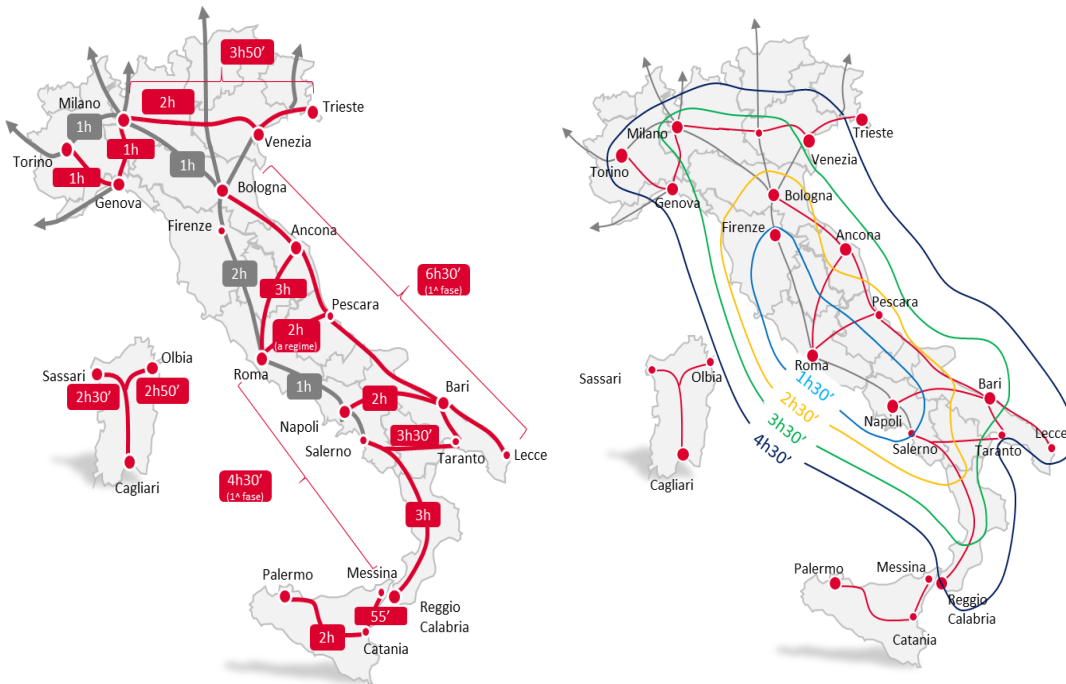 3h50’
2h
Milano
Trieste
1h
1h
Venezia
Torino
1h
1h
Genova
Bologna
Firenze
Ancona
2h
3h
6h30’
(1^ fase)
Pescara
2h
(a regime)
Roma
Olbia
Sassari
2h30’
2h50’
1h
Bari
2h
Napoli
3h30’
Salerno
Taranto
Lecce
Cagliari
4h30’
(1^ fase)
3h
Palermo
Messina
55’
Reggio
Calabria
2h
Catania
Milano
Trieste
Venezia
Torino
Genova
Bologna
Firenze
Ancona
Pescara
Roma
Sassari
Olbia
1h30’
2h30’
3h30’
4h30’
Bari
Napoli
Salerno
Taranto
Lecce
Cagliari
Palermo
Messina
Reggio
Calabria
Catania